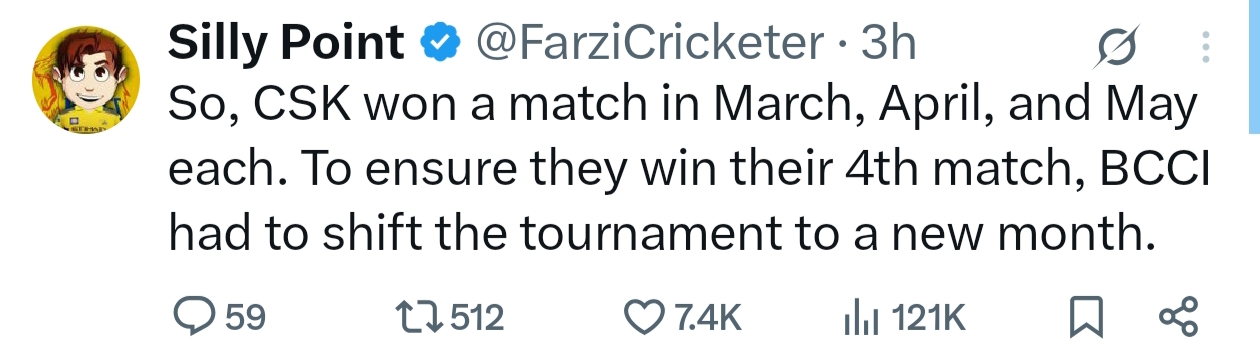 Silly Point @FarziCricketer · 3h
So, CSK won a match in March, April, and May
each. To ensure they win their 4th match, BCCI
had to shift the tournament to a new month.
59 512 7.4K 121K